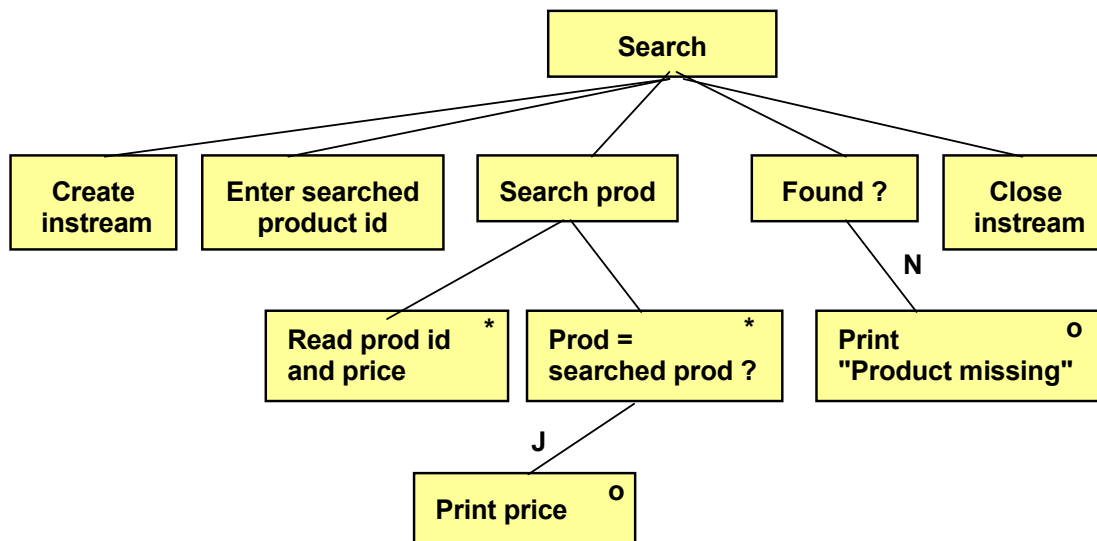 Search
Create
instream
Enter searched
product id
Search prod
Found ?
Close
instream
N
Read prod id *
and price
Prod = *
searched prod ?
Print o
"Product missing"
J
Print price o